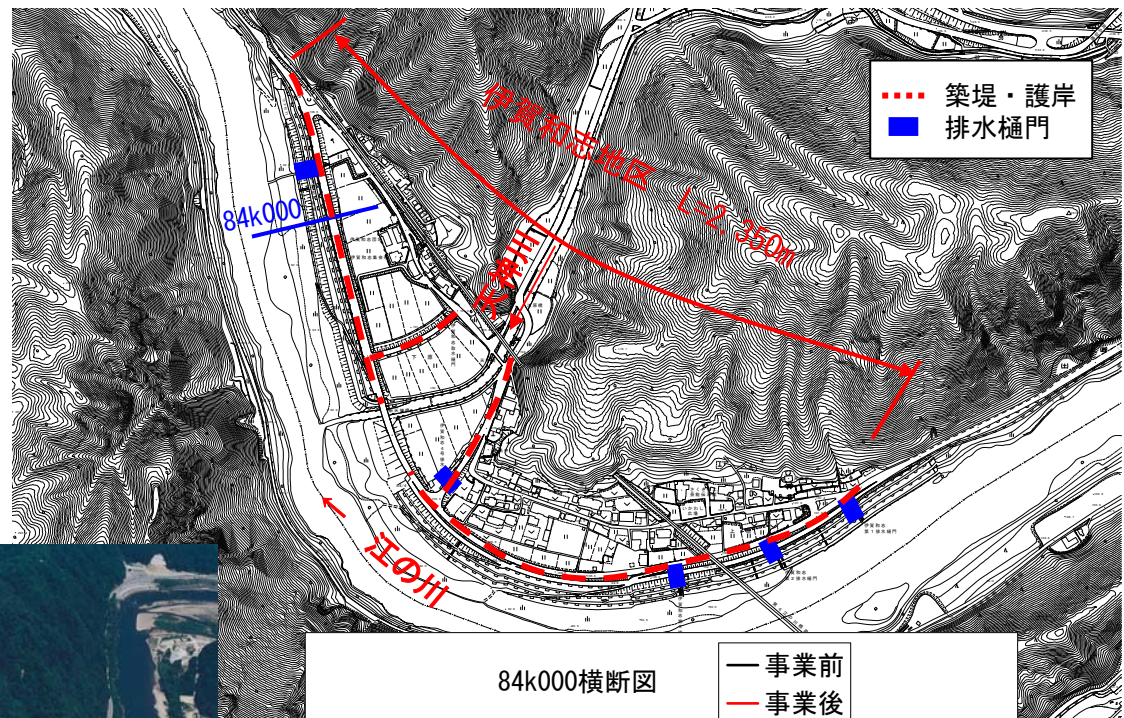 築堤・護岸
排水樋門
伊賀和志地区 L=2,350m
84k000
天神川
江の川
84k000横断図
事業前
事業後